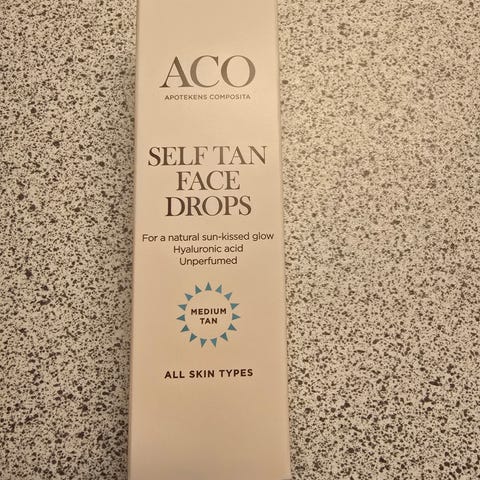 ACO
APOTEKENS COMPOSITA
SELF TAN
FACE
DROPS
For a natural sun-kissed glow
Hyaluronic acid
Unperfumed
MEDIUM
TAN
ALL SKIN TYPES